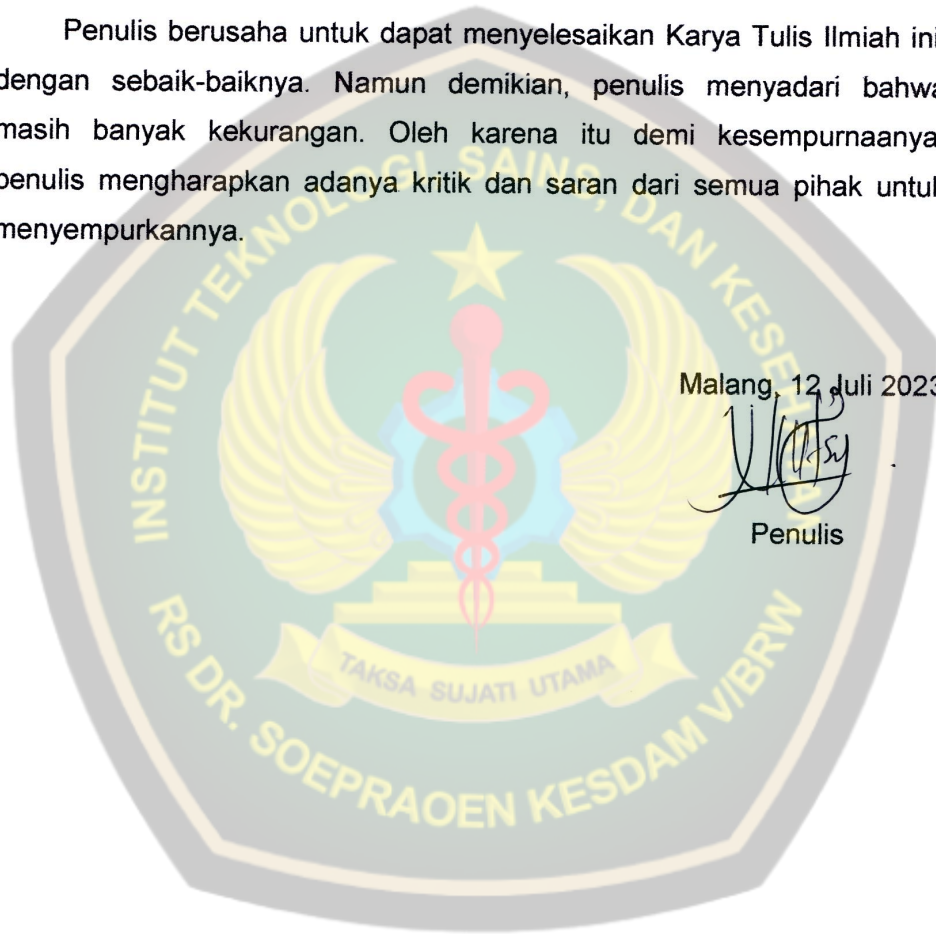 Penulis berusaha untuk dapat menyelesaikan Karya Tulis Ilmiah ini
dengan sebaik-baiknya. Namun demikian, penulis menyadari bahwa
masih banyak kekurangan. Oleh karena itu demi kesempurnaanya
penulis mengharapkan adanya kritik dan saran dari semua pihak untuk
menyempurkannya.
Malang, 12 Juli 2023
Penulis
INSTITUT TEKNOLOGI, SAINS, DAN KESEHATAN
TAKSA SUJATI UTAMA
RS DR. SOEPRAOEN KESDAM V/BRW